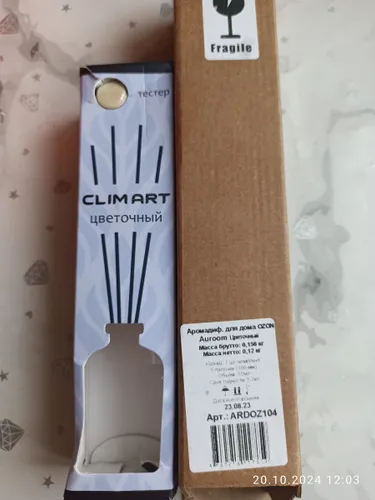 Fragile
тестер
CLIMART
цветочный
Аромадиф. для дома OZON
Auroom Цветочный
Масса брутто: 0,156 кг
Масса нетто: 0,12 кг
23.08.23
Арт.: ARDOZ104
20.10.2024 12:03